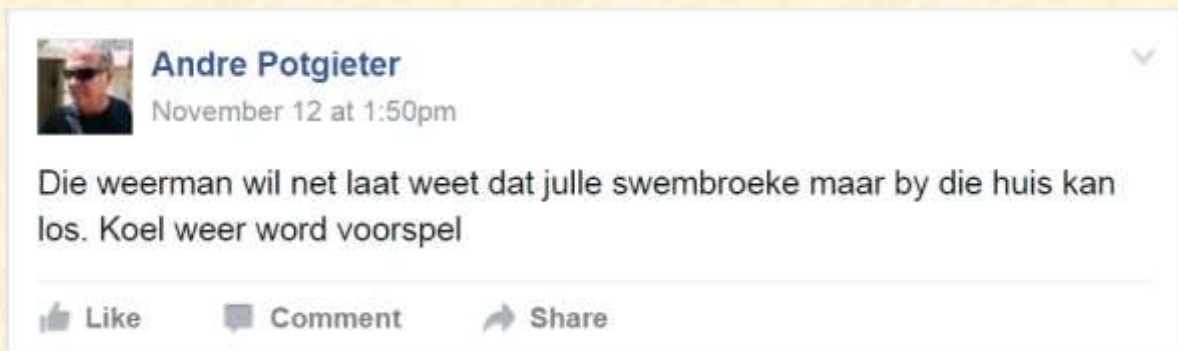 Andre Potgieter
November 12 at 1:50pm
Die weerman wil net laat weet dat julle swembroeke maar by die huis kan
los. Koel weer word voorspel
Like Comment Share